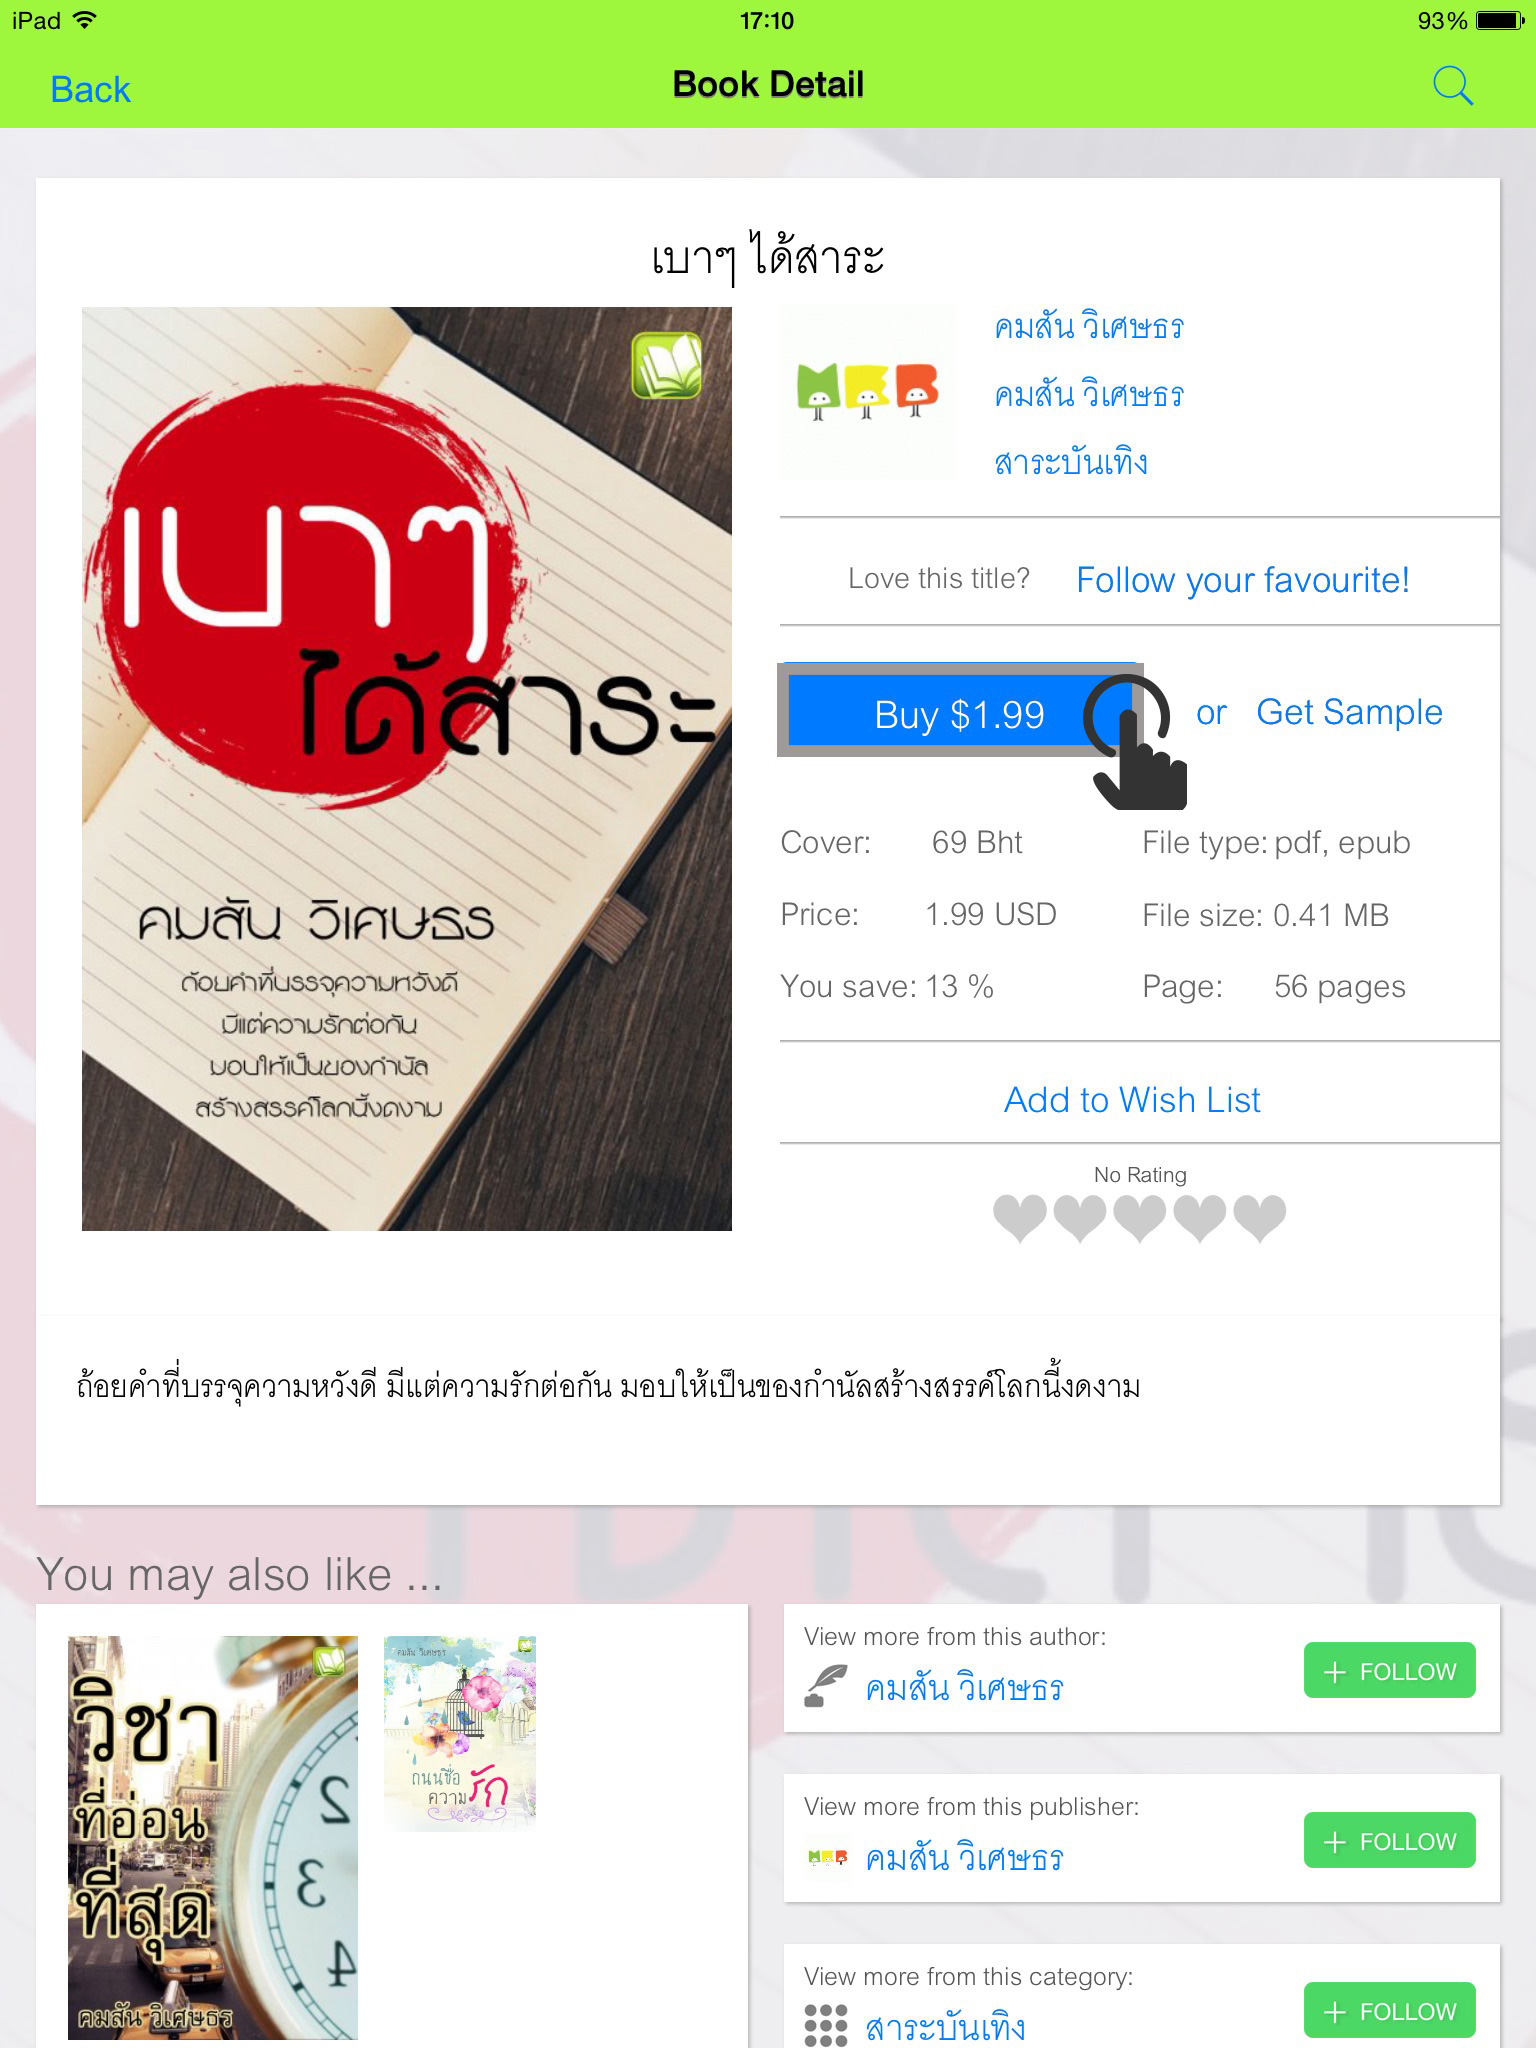 iPad 17:10 93%
Back Book Detail
เบาๆ ได้สาระ
เบาๆ
ได้สาระ
คมสัน วิเศษธร
ถ้อยคำที่บรรจุความหวังดี
มีแต่ความรักต่อกัน
มอบให้เป็นของกำนัล
สร้างสรรค์โลกนี้งดงาม
MEB
คมสัน วิเศษธร
คมสัน วิเศษธร
สาระบันเทิง
Love this title? Follow your favourite!
Buy $1.99 or Get Sample
Cover: 69 Bht File type: pdf, epub
Price: 1.99 USD File size: 0.41 MB
You save: 13 % Page: 56 pages
Add to Wish List
No Rating
ถ้อยคำที่บรรจุความหวังดี มีแต่ความรักต่อกัน มอบให้เป็นของกำนัลสร้างสรรค์โลกนี้งดงาม
You may also like ...
วิชา
ที่อ่อน
ที่สุด
คมสัน วิเศษธร
2
3
4
คมสัน วิเศษธร
ถนนชื่อ
ความรัก
View more from this author:
คมสัน วิเศษธร
+ FOLLOW
View more from this publisher:
MEB คมสัน วิเศษธร
+ FOLLOW
View more from this category:
สาระบันเทิง
+ FOLLOW